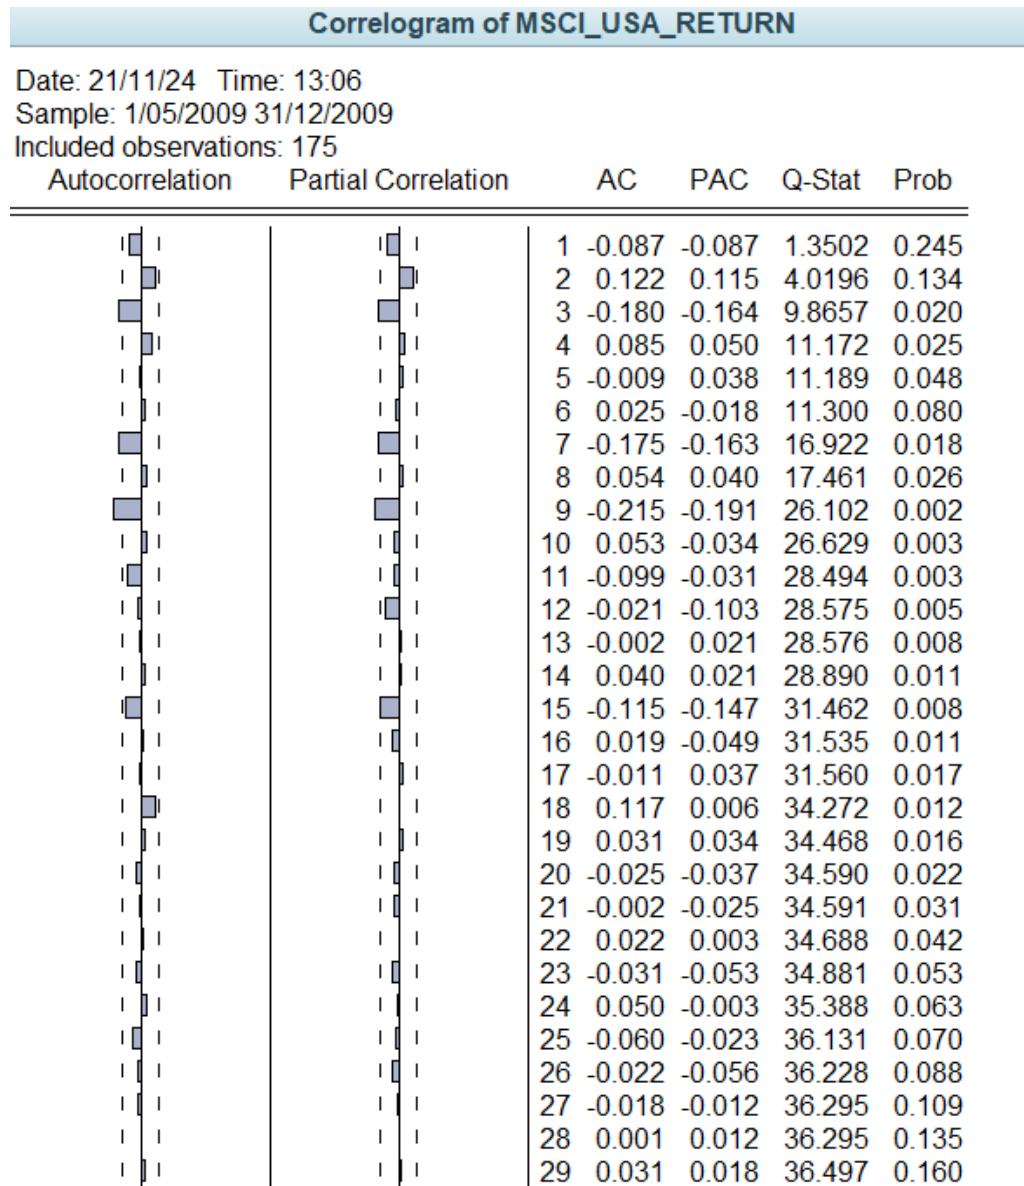 Correlogram of MSCI_USA_RETURN
Date: 21/11/24 Time: 13:06
Sample: 1/05/2009 31/12/2009
Included observations: 175
Autocorrelation Partial Correlation AC PAC Q-Stat Prob
1 -0.087 -0.087 1.3502 0.245
2 0.122 0.115 4.0196 0.134
3 -0.180 -0.164 9.8657 0.020
4 0.085 0.050 11.172 0.025
5 -0.009 0.038 11.189 0.048
6 0.025 -0.018 11.300 0.080
7 -0.175 -0.163 16.922 0.018
8 0.054 0.040 17.461 0.026
9 -0.215 -0.191 26.102 0.002
10 0.053 -0.034 26.629 0.003
11 -0.099 -0.031 28.494 0.003
12 -0.021 -0.103 28.575 0.005
13 -0.002 0.021 28.576 0.008
14 0.040 0.021 28.890 0.011
15 -0.115 -0.147 31.462 0.008
16 0.019 -0.049 31.535 0.011
17 -0.011 0.037 31.560 0.017
18 0.117 0.006 34.272 0.012
19 0.031 0.034 34.468 0.016
20 -0.025 -0.037 34.590 0.022
21 -0.002 -0.025 34.591 0.031
22 0.022 0.003 34.688 0.042
23 -0.031 -0.053 34.881 0.053
24 0.050 -0.003 35.388 0.063
25 -0.060 -0.023 36.131 0.070
26 -0.022 -0.056 36.228 0.088
27 -0.018 -0.012 36.295 0.109
28 0.001 0.012 36.295 0.135
29 0.031 0.018 36.497 0.160